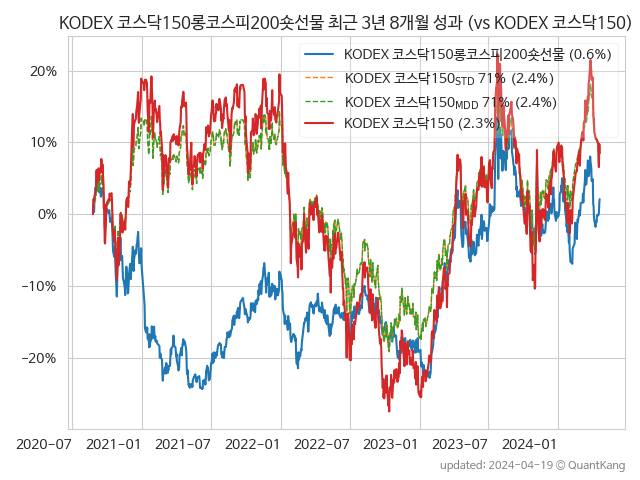 KODEX 코스닥150롱코스피200숏선물 최근 3년 8개월 성과 (vs KODEX 코스닥150)
KODEX 코스닥150롱코스피200숏선물 (0.6%)
KODEX 코스닥150STD 71% (2.4%)
KODEX 코스닥150MDD 71% (2.4%)
KODEX 코스닥150 (2.3%)
20%
10%
0%
−10%
−20%
2020-07 2021-01 2021-07 2022-01 2022-07 2023-01 2023-07 2024-01
updated: 2024-04-19 © QuantKang